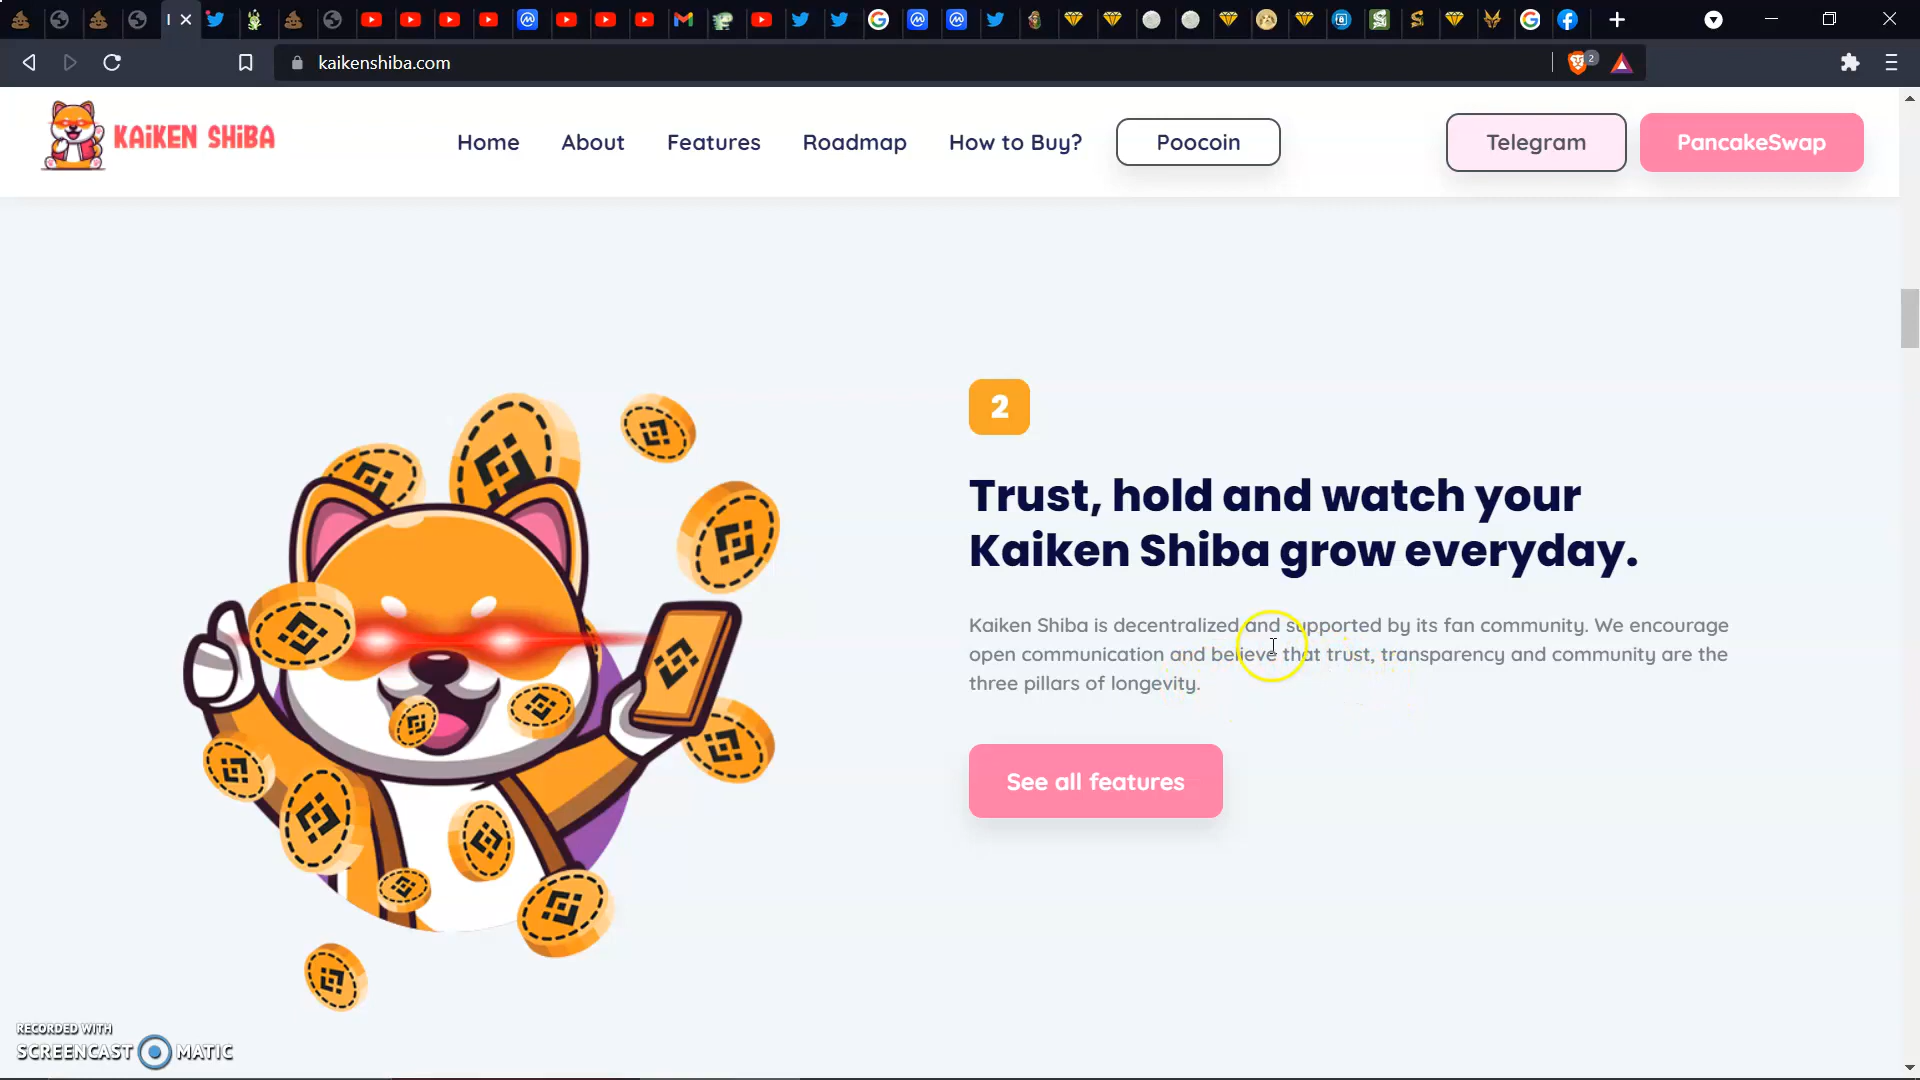 kaikenshiba.com
2
KAiKEN SHiBA
Home
About
Features
Roadmap
How to Buy?
Poocoin
Telegram
PancakeSwap
2
Trust, hold and watch your
Kaiken Shiba grow everyday.
Kaiken Shiba is decentralized and supported by its fan community. We encourage
open communication and believe that trust, transparency and community are the
three pillars of longevity.
See all features
RECORDED WITH
SCREENCAST MATIC